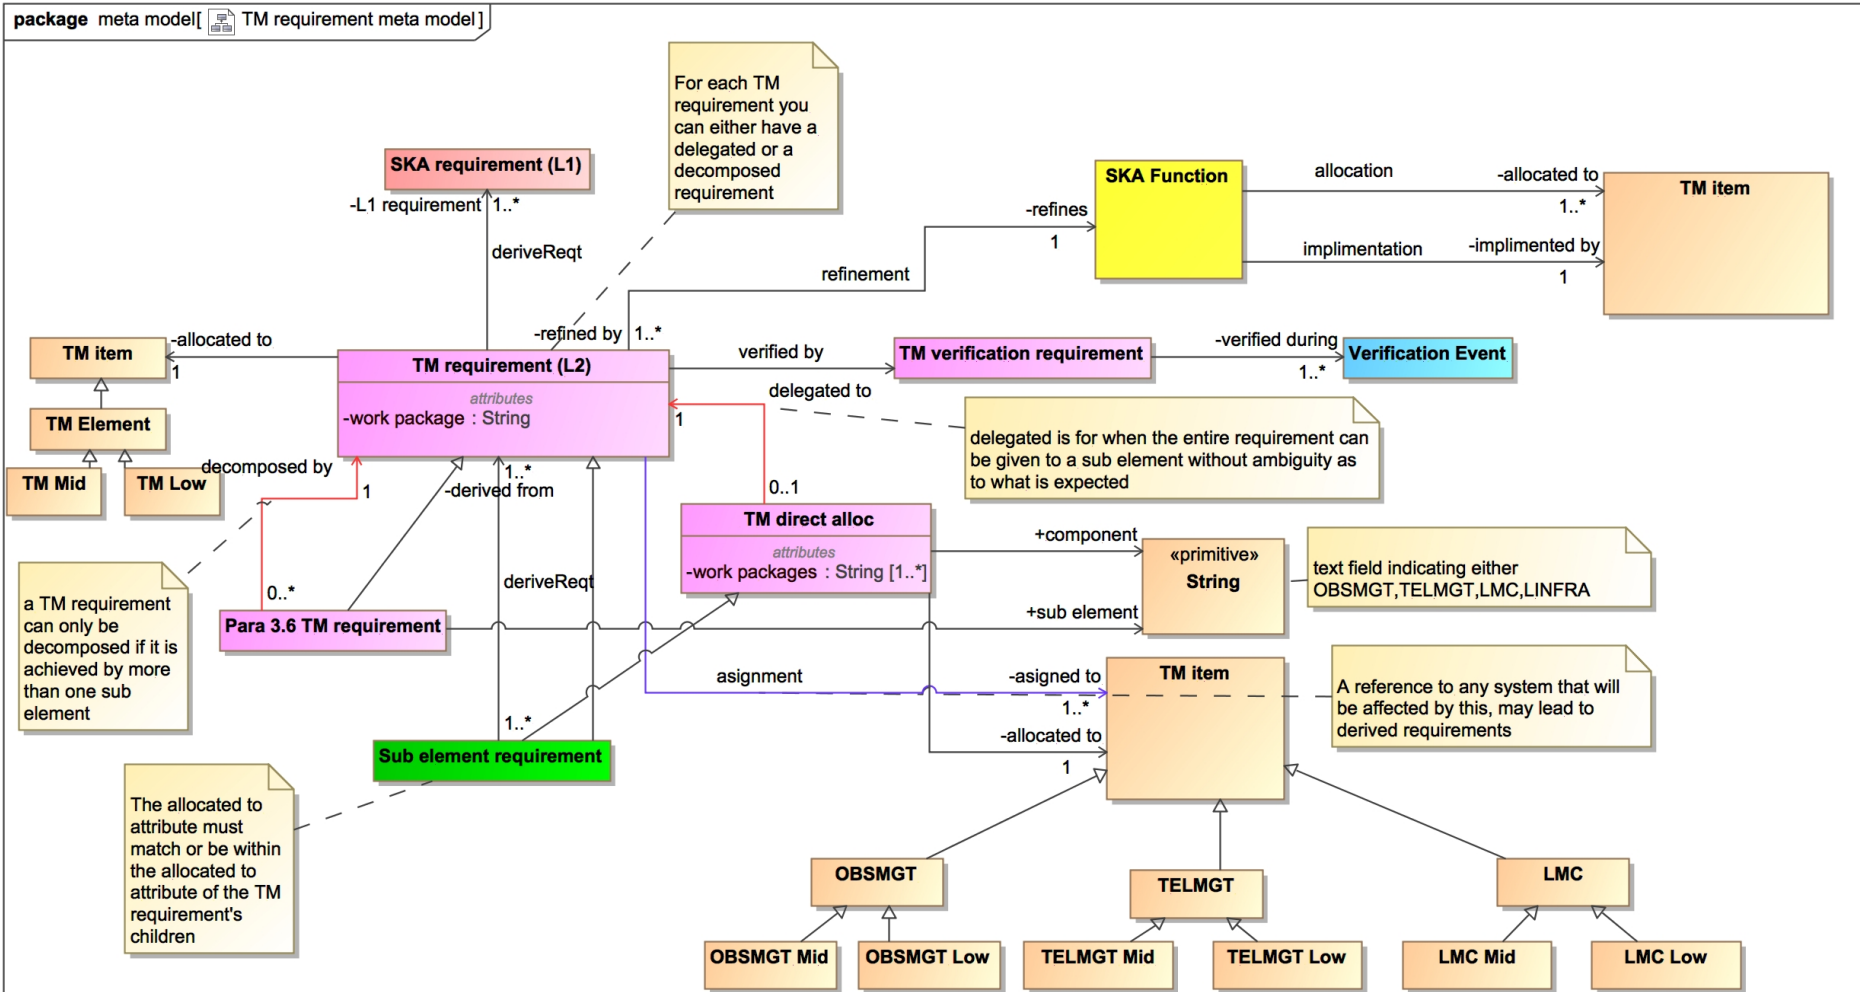 package meta model[ TM requirement meta model]
For each TM
requirement you
can either have a
delegated or a
decomposed
requirement
SKA requirement (L1)
-L1 requirement
1..*
deriveReqt
SKA Function
allocation
-allocated to
1..*
implimentation
-implimented by
1
TM item
-refines
1
refinement
-refined by
1..*
TM item
-allocated to
1
TM Element
TM Mid
TM Low
TM requirement (L2)
attributes
-work package : String
verified by
TM verification requirement
-verified during
1..*
Verification Event
delegated to
1
0..1
delegated is for when the entire requirement can
be given to a sub element without ambiguity as
to what is expected
decomposed by
1
0..*
-derived from
1..*
deriveReqt
1..*
TM direct alloc
attributes
-work packages : String [1..*]
+component
«primitive»
String
text field indicating either
OBSMGT,TELMGT,LMC,LINFRA
a TM requirement
can only be
decomposed if it is
achieved by more
than one sub
element
Para 3.6 TM requirement
+sub element
asignment
-asigned to
1..*
-allocated to
1
TM item
A reference to any system that will
be affected by this, may lead to
derived requirements
Sub element requirement
The allocated to
attribute must
match or be within
the allocated to
attribute of the TM
requirement's
children
OBSMGT
TELMGT
LMC
OBSMGT Mid
OBSMGT Low
TELMGT Mid
TELMGT Low
LMC Mid
LMC Low